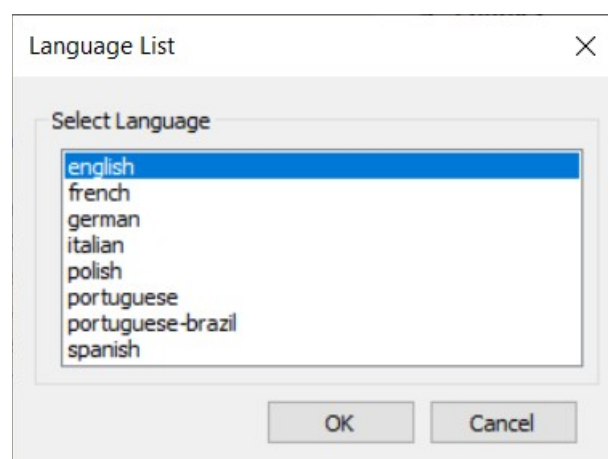 Language List
Select Language
english
french
german
italian
polish
portuguese
portuguese-brazil
spanish
OK
Cancel